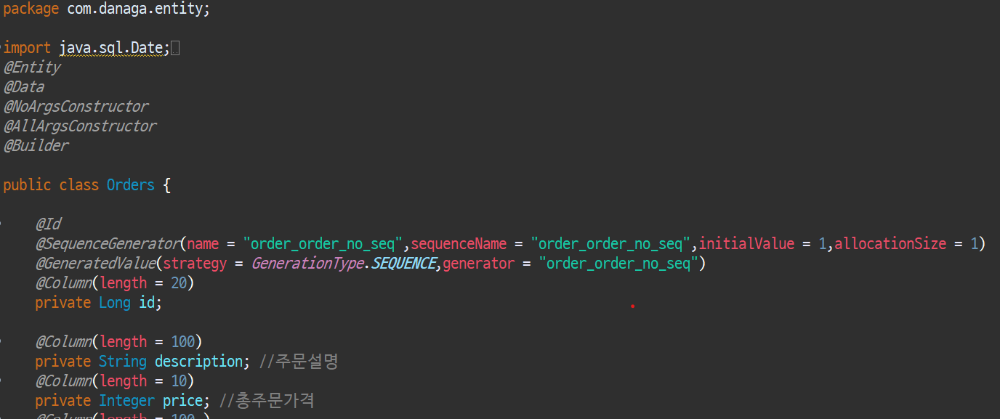 package com.danaga.entity;
import java.sql.Date;
@Entity
@Data
@NoArgsConstructor
@AllArgsConstructor
@Builder
public class Orders {
@Id
@SequenceGenerator(name = "order_order_no_seq",sequenceName = "order_order_no_seq",initialValue = 1,allocationSize = 1)
@GeneratedValue(strategy = GenerationType.SEQUENCE,generator = "order_order_no_seq")
@Column(length = 20)
private Long id;
@Column(length = 100)
private String description; //주문설명
@Column(length = 10)
private Integer price; //총주문가격
@Column(length = 100 )